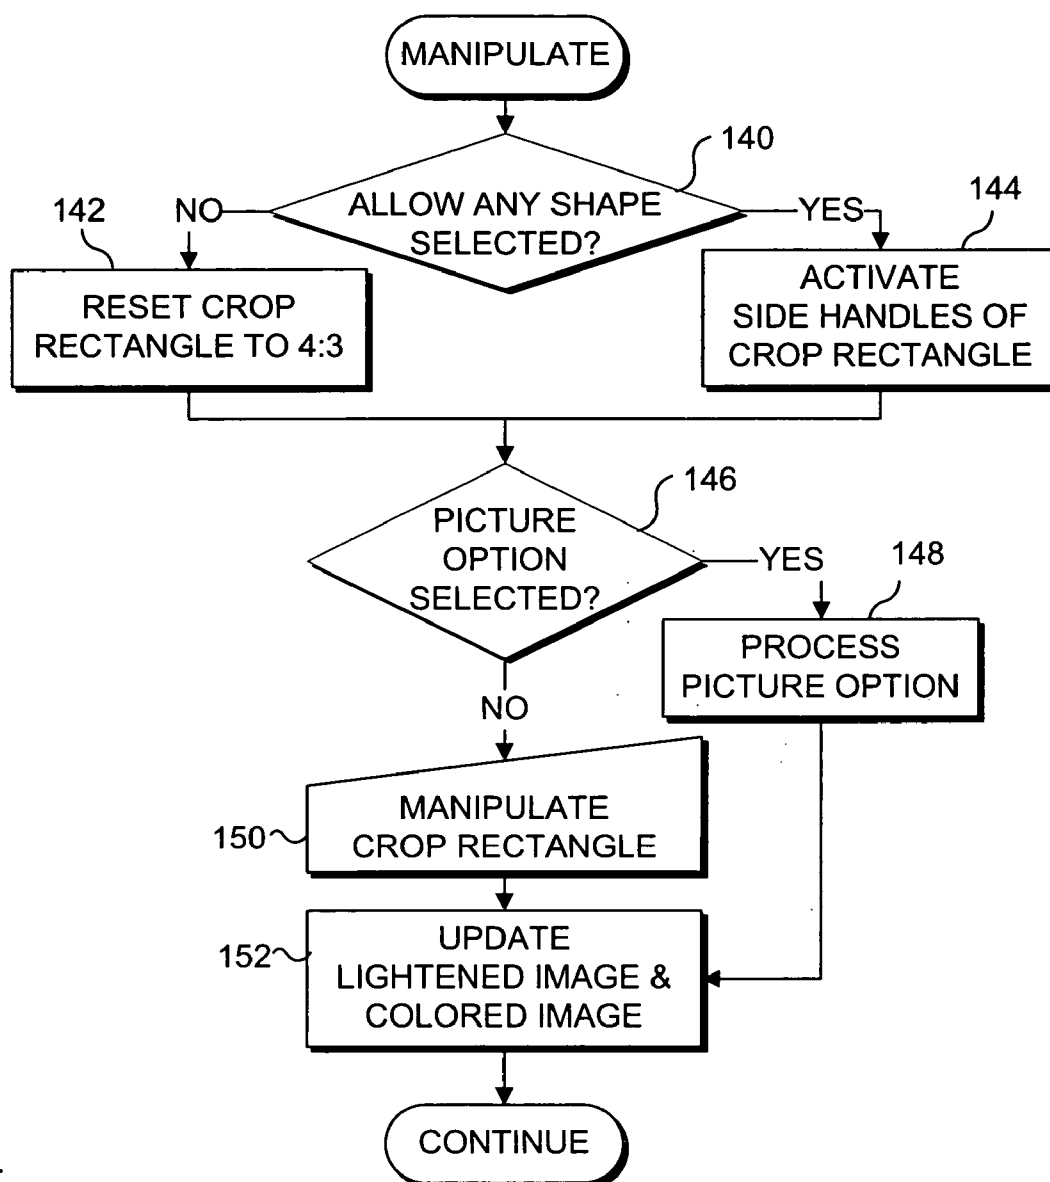 MANIPULATE
140
ALLOW ANY SHAPE
SELECTED?
NO
YES
142
144
RESET CROP
RECTANGLE TO 4:3
ACTIVATE
SIDE HANDLES OF
CROP RECTANGLE
146
PICTURE
OPTION
SELECTED?
YES
148
PROCESS
PICTURE OPTION
NO
MANIPULATE
CROP RECTANGLE
150
UPDATE
LIGHTENED IMAGE &
COLORED IMAGE
152
CONTINUE